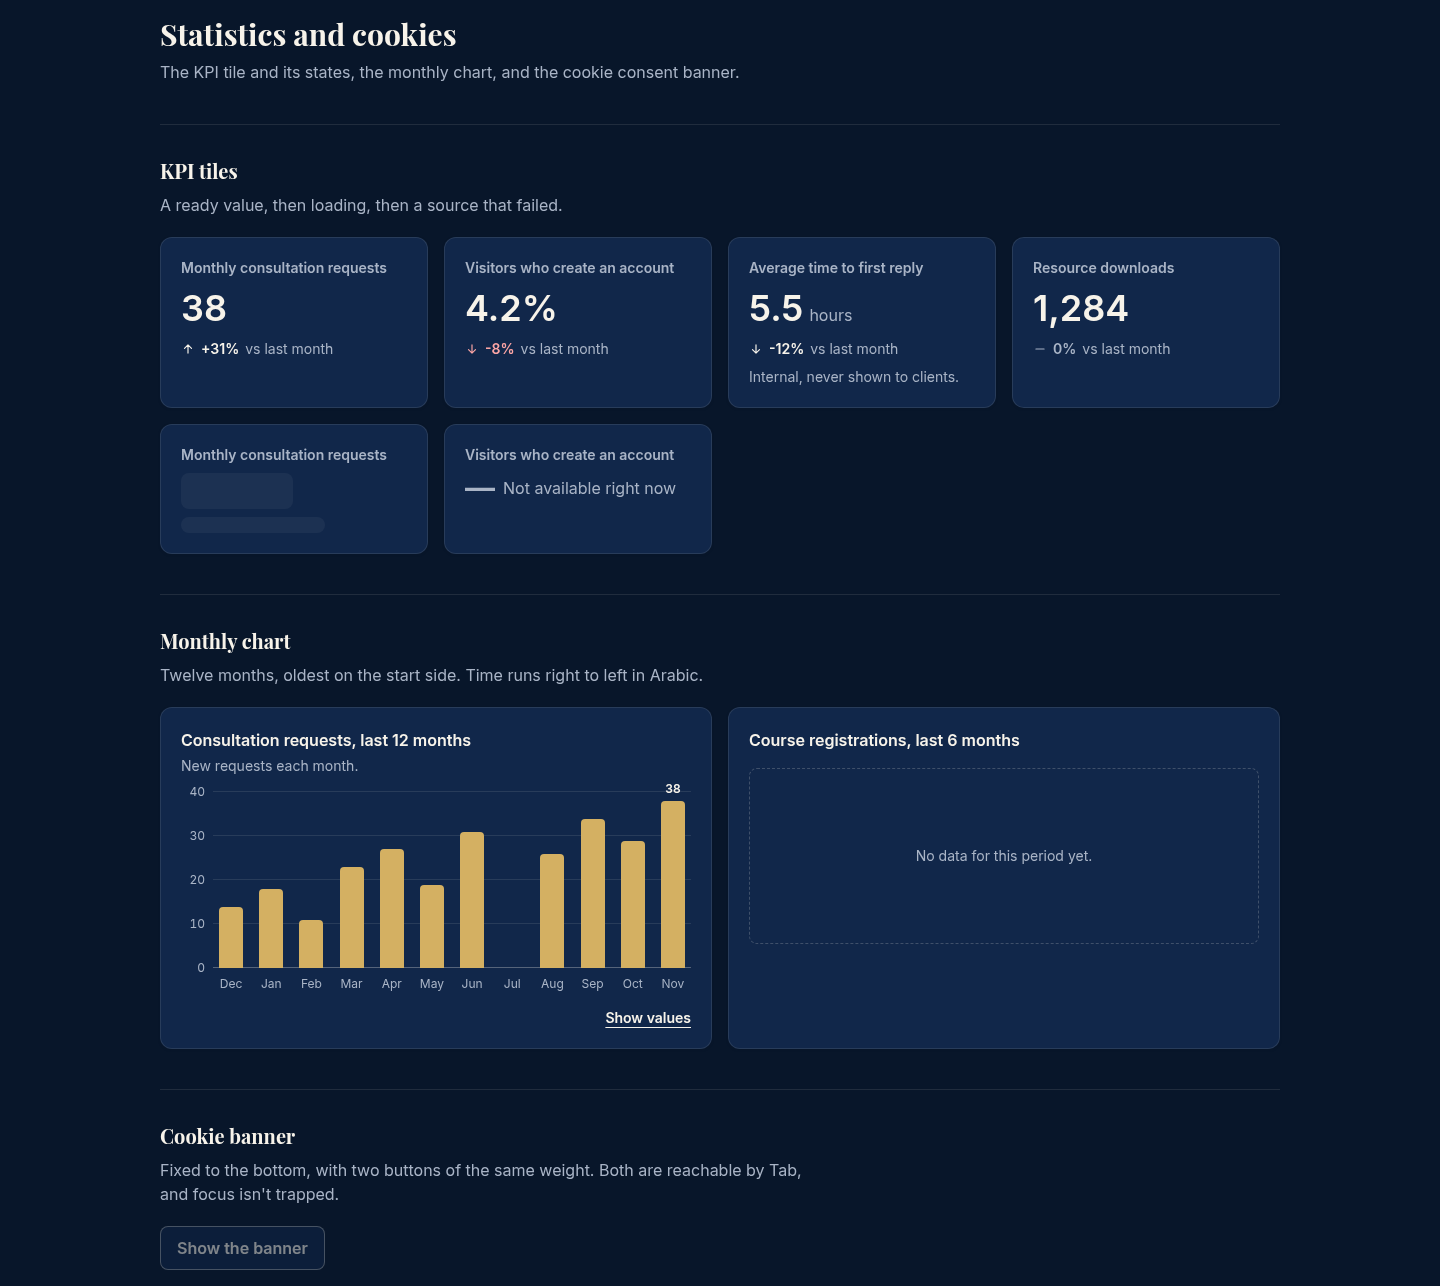 Statistics and cookies
The KPI tile and its states, the monthly chart, and the cookie consent banner.
KPI tiles
A ready value, then loading, then a source that failed.
Monthly consultation requests
38
↑ +31% vs last month
Visitors who create an account
4.2%
↓ -8% vs last month
Average time to first reply
5.5 hours
↓ -12% vs last month
Internal, never shown to clients.
Resource downloads
1,284
— 0% vs last month
Monthly consultation requests
Visitors who create an account
— Not available right now
Monthly chart
Twelve months, oldest on the start side. Time runs right to left in Arabic.
Consultation requests, last 12 months
New requests each month.
38
40
30
20
10
0
Dec Jan Feb Mar Apr May Jun Jul Aug Sep Oct Nov
Show values
Course registrations, last 6 months
No data for this period yet.
Cookie banner
Fixed to the bottom, with two buttons of the same weight. Both are reachable by Tab,
and focus isn't trapped.
Show the banner